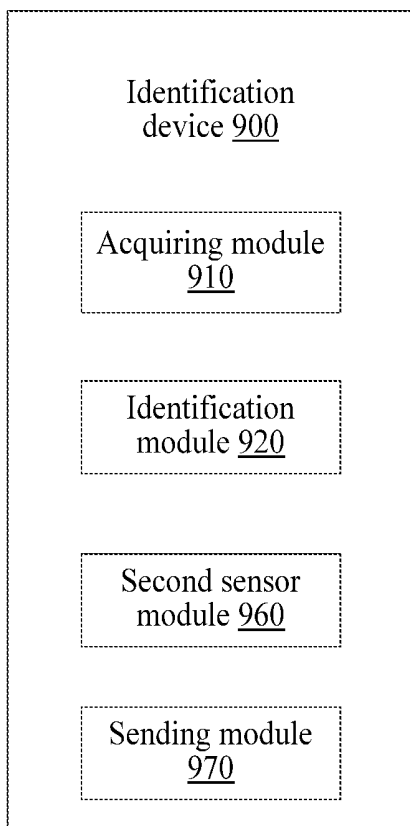 Identification
device 900
Acquiring module
910
Identification
module 920
Second sensor
module 960
Sending module
970